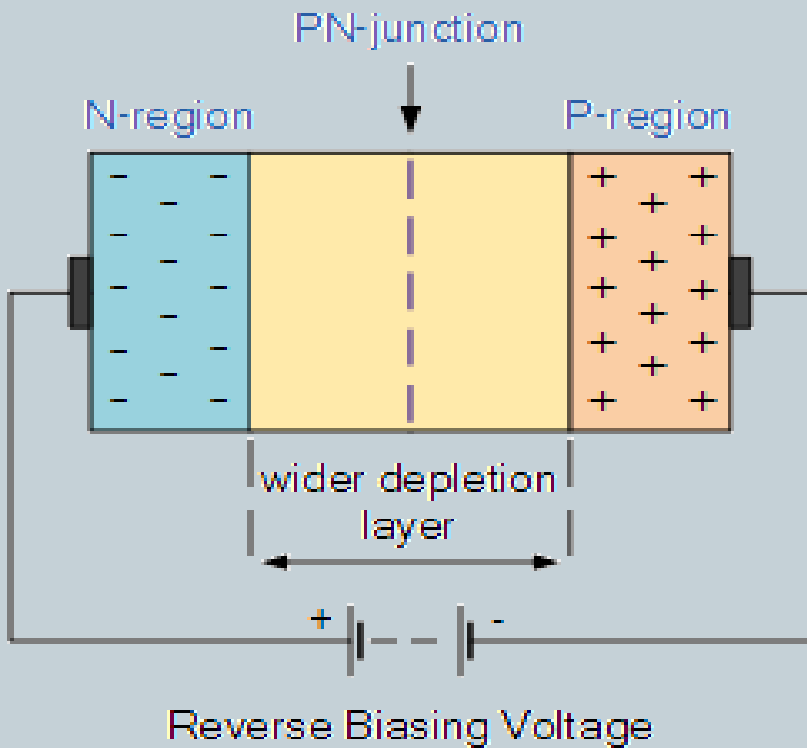 PN-junction
N-region P-region
- - + +
- +
- - + +
- +
- - + +
- +
- - + +
- +
- - + +
wider depletion
layer
+ -
Reverse Biasing Voltage